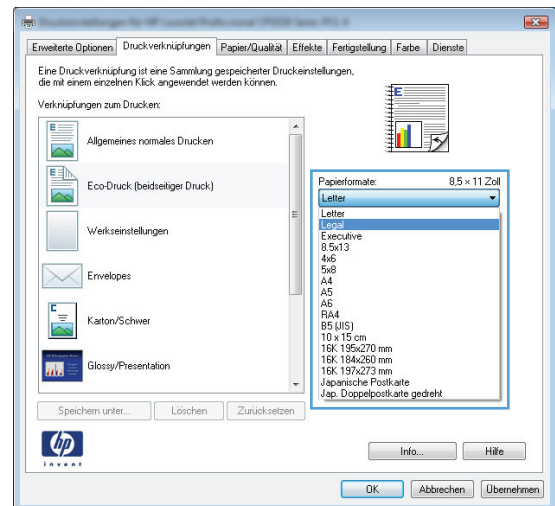 Erweiterte Optionen Druckverknüpfungen Papier/Qualität Effekte Fertigstellung Farbe Dienste
Eine Druckverknüpfung ist eine Sammlung gespeicherter Druckeinstellungen,
die mit einem einzelnen Klick angewendet werden können.
Verknüpfungen zum Drucken:
Allgemeines normales Drucken
Eco-Druck (beidseitiger Druck)
Werkseinstellungen
Envelopes
Karton/Schwer
Glossy/Presentation
Speichern unter... Löschen Zurücksetzen
E
Papierformate: 8,5 × 11 Zoll
Letter
Letter
Legal
Executive
8.5x13
4x6
5x8
A4
A5
A6
RA4
B5 (JIS)
10 x 15 cm
16K 195x270 mm
16K 184x260 mm
16K 197x273 mm
Japanische Postkarte
Jap. Doppelpostkarte gedreht
hp
invent
Info... Hilfe
OK Abbrechen Übernehmen